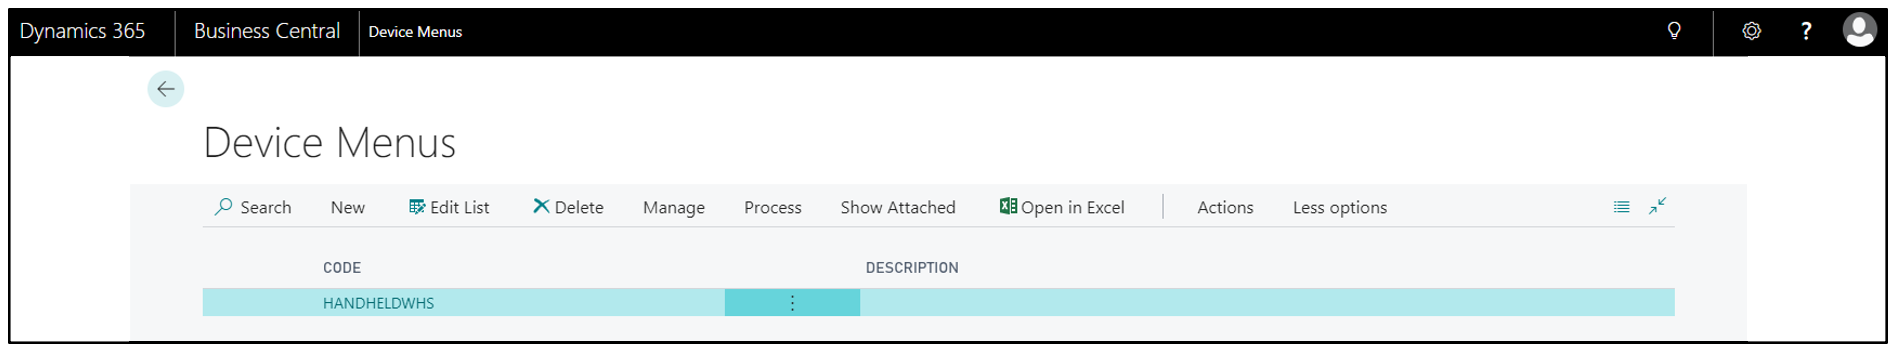 Dynamics 365 Business Central Device Menus ?
Device Menus
Search New Edit List Delete Manage Process Show Attached Open in Excel Actions Less options
CODE DESCRIPTION
HANDHELDWHS